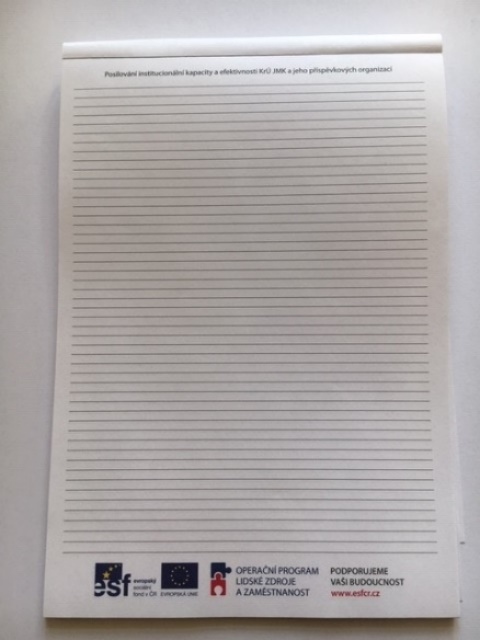 Posilování institucionální kapacity a efektivnosti KrÚ JMK a jeho příspěvkových organizací
esf
evropský
sociální
fond v ČR
EVROPSKÁ UNIE
OPERAČNÍ PROGRAM
LIDSKÉ ZDROJE
A ZAMĚSTNANOST
PODPORUJEME
VAŠI BUDOUCNOST
www.esfcr.cz